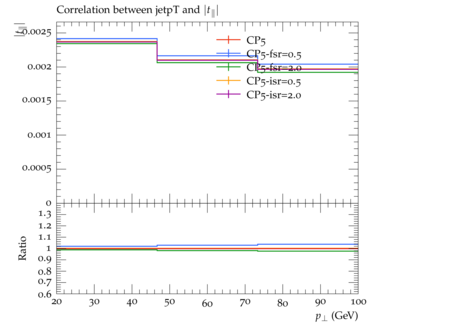 Correlation between jetpT and |t∥|
|t∥|
0.0025
0.002
0.0015
0.001
0.0005
0
CP5
CP5-fsr=0.5
CP5-fsr=2.0
CP5-isr=0.5
CP5-isr=2.0
Ratio
1.3
1.2
1.1
1
0.9
0.8
0.7
0.6
20 30 40 50 60 70 80 90 100
p⊥ (GeV)